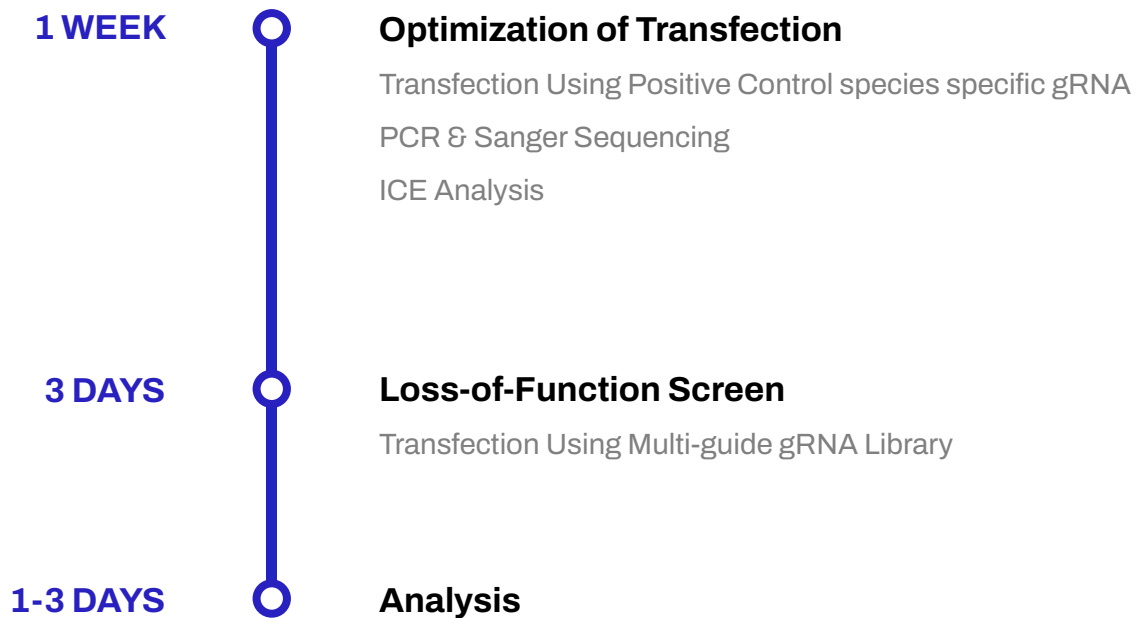 1 WEEK
Optimization of Transfection
Transfection Using Positive Control species specific gRNA
PCR & Sanger Sequencing
ICE Analysis
3 DAYS
Loss-of-Function Screen
Transfection Using Multi-guide gRNA Library
1-3 DAYS
Analysis